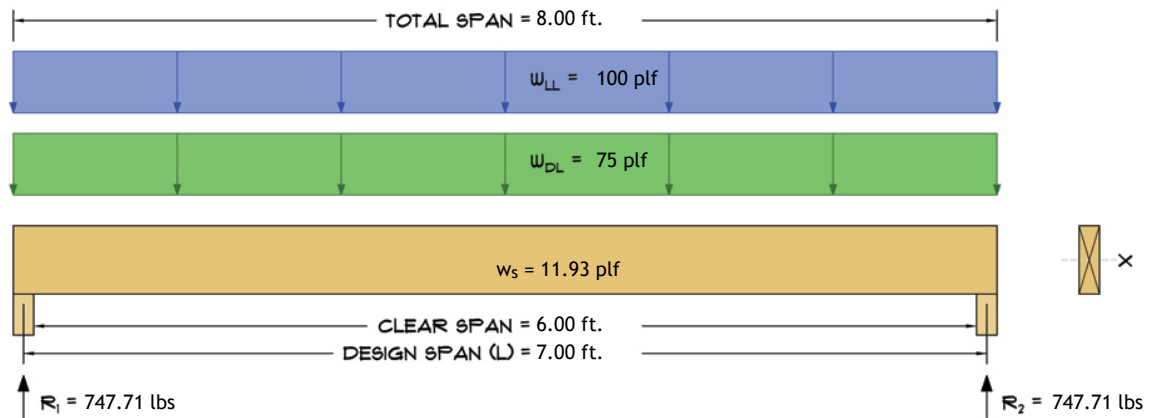 TOTAL SPAN = 8.00 ft.
WLL = 100 plf
WDL = 75 plf
ws = 11.93 plf
X
CLEAR SPAN = 6.00 ft.
DESIGN SPAN (L) = 7.00 ft.
R1 = 747.71 lbs
R2 = 747.71 lbs